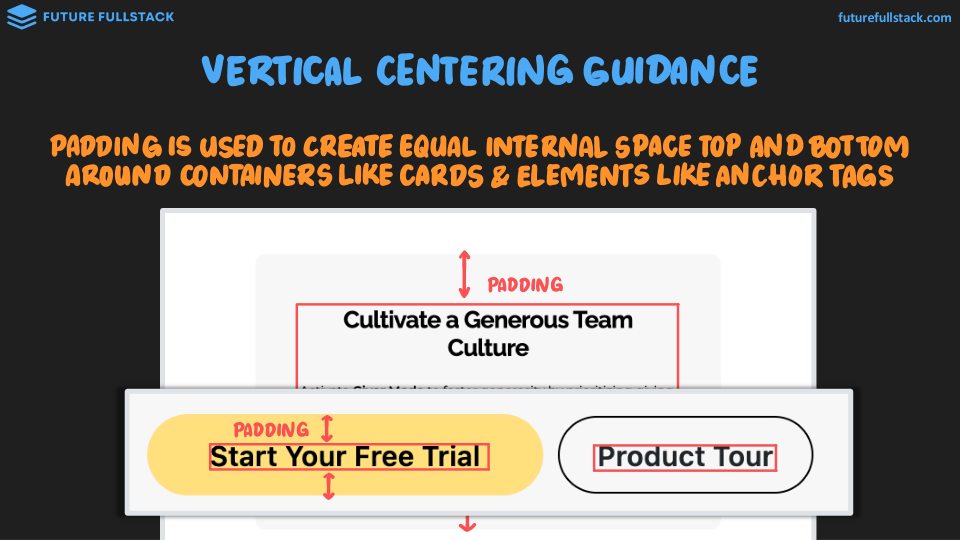 FUTURE FULLSTACK
futurefullstack.com
VERTICAL CENTERING GUIDANCE
PADDING IS USED TO CREATE EQUAL INTERNAL SPACE TOP AND BOTTOM
AROUND CONTAINERS LIKE CARDS & ELEMENTS LIKE ANCHOR TAGS
PADDING
Cultivate a Generous Team
Culture
PADDING
Start Your Free Trial
Product Tour